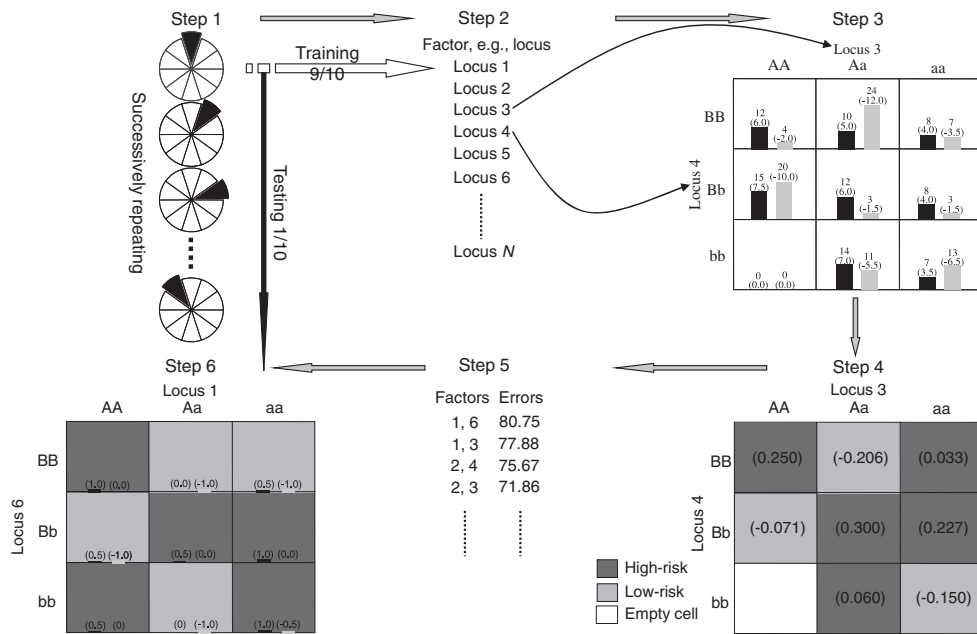 Step 1
Step 2
Step 3
Successively repeating
Training
9/10
Testing 1/10
Factor, e.g., locus
Locus 1
Locus 2
Locus 3
Locus 4
Locus 5
Locus 6
Locus N
Locus 3
AA Aa aa
Locus 4
BB
12 (6.0) 4 (-2.0) 10 (5.0) 24 (-12.0) 8 (4.0) 7 (-3.5)
Bb
15 (7.5) 20 (-10.0) 12 (6.0) 3 (-1.5) 8 (4.0) 3 (-1.5)
bb
0 (0.0) 0 (0.0) 14 (7.0) 11 (-5.5) 7 (3.5) 13 (-6.5)
Step 6
Step 5
Step 4
Locus 1
AA Aa aa
Locus 6
BB
(1.0) (0.0) (0.0) (-1.0) (0.5) (-1.0)
Bb
(0.5) (-1.0) (0.5) (0.0) (1.0) (0.0)
bb
(0.5) (0) (0) (-1.0) (1.0) (-0.5)
Factors Errors
1, 6 80.75
1, 3 77.88
2, 4 75.67
2, 3 71.86
High-risk
Low-risk
Empty cell
Locus 3
AA Aa aa
Locus 4
BB (0.250) (-0.206) (0.033)
Bb (-0.071) (0.300) (0.227)
bb (0.060) (-0.150)